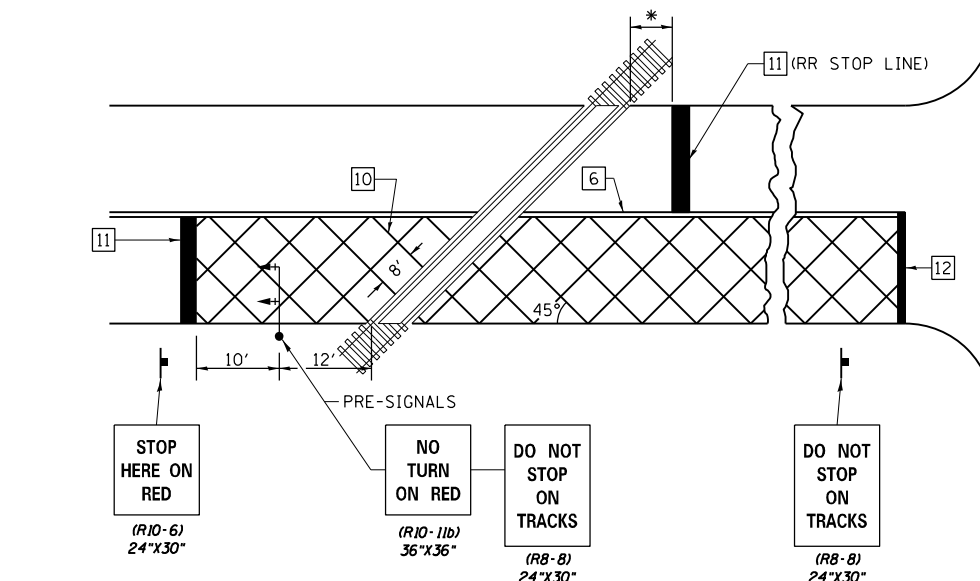 *
11 (RR STOP LINE)
10
6
11
8'
12
45°
10'
12'
PRE-SIGNALS
STOP
HERE ON
RED
(R10-6)
24"X30"
NO
TURN
ON RED
(R10-11b)
36"X36"
DO NOT
STOP
ON
TRACKS
(R8-8)
24"X30"
DO NOT
STOP
ON
TRACKS
(R8-8)
24"X30"